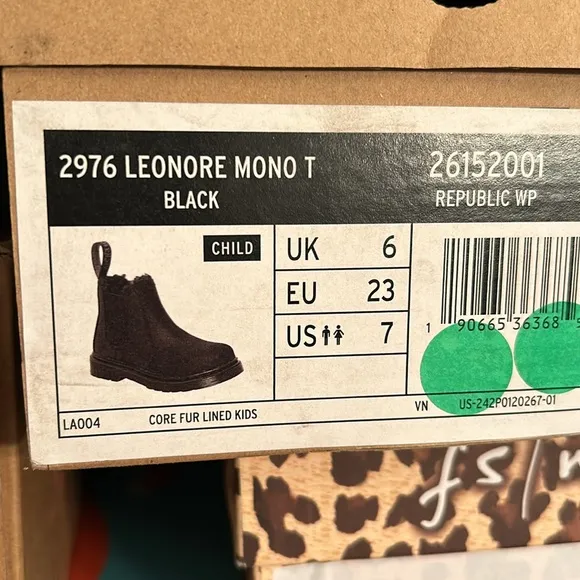 2976 LEONORE MONO T
BLACK
26152001
REPUBLIC WP
CHILD
UK 6
EU 23
US 7
1 90665 36368
LA004
CORE FUR LINED KIDS
VN
US-242P0120267-01
fs/n